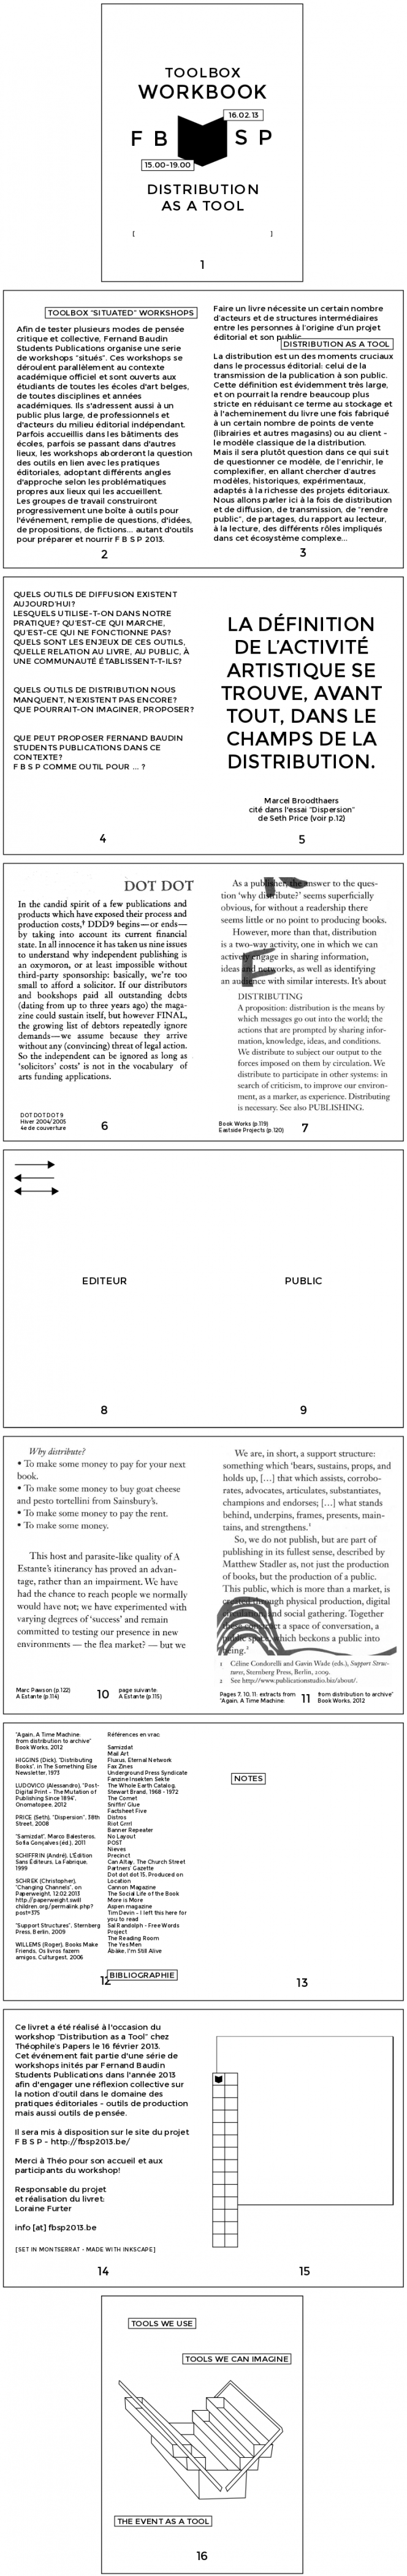 TOOLBOX
WORKBOOK
16.02.13
F B S P
15.00-19.00
DISTRIBUTION
AS A TOOL
[ ]
1
TOOLBOX "SITUATED" WORKSHOPS
Afin de tester plusieurs modes de pensée
critique et collective, Fernand Baudin
Students Publications organise une serie
de workshops "situés". Ces workshops se
déroulent parallèlement au contexte
académique officiel et sont ouverts aux
étudiants de toutes les écoles d'art belges,
de toutes disciplines et années
académiques. Ils s'adressent aussi à un
public plus large, de professionnels et
d'acteurs du milieu éditorial indépendant.
Parfois accueillis dans les bâtiments des
écoles, parfois se passant dans d'autres
lieux, les workshops aborderont la question
des outils en lien avec les pratiques
éditoriales, adoptant différents angles
d'approche selon les problématiques
propres aux lieux qui les accueillent.
Les groupes de travail construiront
progressivement une boîte à outils pour
l'événement, remplie de questions, d'idées,
de propositions, de fictions... autant d'outils
pour préparer et nourrir F B S P 2013.
2
Faire un livre nécessite un certain nombre
d'acteurs et de structures intermédiaires
entre les personnes à l'origine d'un projet
éditorial et son public.
DISTRIBUTION AS A TOOL
La distribution est un des moments cruciaux
dans le processus éditorial: celui de la
transmission de la publication à son public.
Cette définition est évidemment très large,
et on pourrait la rendre beaucoup plus
stricte en réduisant ce terme au stockage et
à l'acheminement du livre une fois fabriqué
à un certain nombre de points de vente
(libraries et autres magasins) ou au client -
le modèle classique de la distribution.
Mais il sera plutôt question dans ce qui suit
de questioner ce modèle, de l'enrichir, le
complexifier, en allant chercher d'autres
modèles, historiques, expérimentaux,
adaptés à la richesse des projets éditoriaux.
Nous allons parler ici à la fois de distribution
et de diffusion, de transmission, de "rendre
public", de partages, du rapport au lecteur,
à la lecture, des différents rôles impliqués
dans cet écosystème complexe...
3
QUELS OUTILS DE DIFFUSION EXISTENT
AUJOURD'HUI?
LESQUELS UTILISE-T-ON DANS NOTRE
PRATIQUE? QU'EST-CE QUI MARCHE,
QU'EST-CE QUI NE FONCTIONNE PAS?
QUELS SONT LES ENJEUX DE CES OUTILS,
QUELLE RELATION AU LIVRE, AU PUBLIC, À
UNE COMMUNAUTÉ ÉTABLISSENT-T-ILS?
QUELS OUTILS DE DISTRIBUTION NOUS
MANQUENT, N'EXISTENT PAS ENCORE?
QUE POURRAIT-ON IMAGINER, PROPOSER?
QUE PEUT PROPOSER FERNAND BAUDIN
STUDENTS PUBLICATIONS DANS CE
CONTEXTE?
F B S P COMME OUTIL POUR ... ?
4
LA DÉFINITION
DE L'ACTIVITÉ
ARTISTIQUE SE
TROUVE, AVANT
TOUT, DANS LE
CHAMPS DE LA
DISTRIBUTION.
Marcel Broodthaers
cité dans l'essai "Dispersion"
de Seth Price (voir p.12)
5
DOT DOT
In the candid spirit of a few publications and
products which have exposed their process and
production costs,† DDD9 begins — or ends —
by taking into account its current financial
state. In all innocence it has taken us nine issues
to understand why independent publishing is
an oxymoron, or at least impossible without
third-party sponsorship: basically, we're too
small to afford a solicitor. If our distributors
and bookshops paid all outstanding debts
(dating from up to three years ago) the maga-
zine could sustain itself, but however FINAL,
the growing list of debtors repeatedly ignore
demands — we assume because they arrive
without any (convincing) threat of legal action.
So the independent can be ignored as long as
'solicitors' costs' is not in the vocabulary of
arts funding applications.
DOT DOT DOT 9
Hiver 2004/2005
4e de couverture
6
As a publisher, the answer to the ques-
tion 'why distribute?' seems superficially
obvious, for without a readership there
seems little or no point to producing books.
However, more than that, distribution
is a two-way activity, one in which we can
actively engage in sharing information,
ideas and networks, as well as identifying
an audience with similar interests. It's about
DISTRIBUTING
A proposition: distribution is the means by
which messages go out into the world; the
actions that are prompted by sharing infor-
mation, knowledge, ideas, and conditions.
We distribute to subject our output to the
forces imposed on them by circulation. We
distribute to participate in other systems: in
search of criticism, to improve our environ-
ment, as a marker, as experience. Distributing
is necessary. See also PUBLISHING.
Book Works (p.119)
Eastside Projects (p.120)
7
EDITEUR
8
PUBLIC
9
Why distribute?
• To make some money to pay for your next
book.
• To make some money to buy goat cheese
and pesto tortellini from Sainsbury's.
• To make some money to pay the rent.
• To make some money.
This host and parasite-like quality of A
Estante's itinerancy has proved an advan-
tage, rather than an impairment. We have
had the chance to reach people we normally
would have not; we have experimented with
varying degrees of 'success' and remain
committed to testing our presence in new
environments — the flea market? — but we
Marc Pawson (p.122)
A Estante (p.114)
10
page suivante:
A Estante (p.115)
We are, in short, a support structure:
something which 'bears, sustains, props, and
holds up, [...] that which assists, corrobo-
rates, advocates, articulates, substantiates,
champions and endorses; [...] what stands
behind, underpins, frames, presents, main-
tains, and strengthens.¹
So, we do not publish, but are part of
publishing in its fullest sense, described by
Matthew Stadler as, not just the production
of books, but the production of a public.
This public, which is more than a market, is
created through physical production, digital
and social gathering. Together
a space of conversation, a
which beckons a public into
being.²
1 Céline Condorelli and Gavin Wade (eds.), Support Struc-
tures, Sternberg Press, Berlin, 2009.
2 See http://www.publicationstudio.biz/about/.
Pages 7, 10, 11: extracts from
"Again, A Time Machine:
11
from distribution to archive"
Book Works, 2012
"Again, A Time Machine:
from distribution to archive"
Book Works, 2012
HIGGINS (Dick), "Distributing
Books", in The Something Else
Newsletter, 1973
LUDOVICO (Alessandro), "Post-
Digital Print – The Mutation of
Publishing Since 1894",
Onomatopee, 2012
PRICE (Seth), "Dispersion", 38th
Street, 2008
"Samizdat", Marco Balesteros,
Sofia Gonçalves (éd.), 2011
SCHIFFRIN (André), L'Édition
Sans Éditeurs, La Fabrique,
1999
SCHREK (Christopher),
"Changing Channels", on
Paperweight, 12.02.2013
http://paperweight.swill
children.org/permalink.php?
post=375
"Support Structures", Sternberg
Press, Berlin, 2009
WILLEMS (Roger), Books Make
Friends, Os livros fazem
amigos, Culturgest, 2006
Références en vrac:
Samizdat
Mail Art
Fluxus, Eternal Network
Fax Zines
Underground Press Syndicate
Fanzine Insekten Sekte
The Whole Earth Catalog,
Stewart Brand, 1968 - 1972
The Comet
Sniffin' Glue
Factsheet Five
Distros
Riot Grrrl
Banner Repeater
No Layout
POST
Nieves
Precinct
Can Altay, The Church Street
Partners' Gazette
Dot dot dot 15, Produced on
Location
Cannon Magazine
The Social Life of the Book
More is More
Aspen magazine
Tim Devin – I left this here for
you to read
Sal Randolph – Free Words
Project
The Reading Room
The Yes Men
Åbäke, I'm Still Alive
12
BIBLIOGRAPHIE
NOTES
13
Ce livret a été réalisé à l'occasion du
workshop "Distribution as a Tool" chez
Théophile's Papers le 16 février 2013.
Cet événement fait partie d'une série de
workshops initiés par Fernand Baudin
Students Publications dans l'année 2013
afin d'engager une réflexion collective sur
la notion d'outil dans le domaine des
pratiques éditoriales - outils de production
mais aussi outils de pensée.
Il sera mis à disposition sur le site du projet
F B S P - http://fbsp2013.be/
Merci à Théo pour son accueil et aux
participants du workshop!
Responsable du projet
et réalisation du livret:
Loraine Furter
info [at] fbsp2013.be
[SET IN MONTSERRAT - MADE WITH INKSCAPE]
14
15
TOOLS WE USE
TOOLS WE CAN IMAGINE
THE EVENT AS A TOOL
16